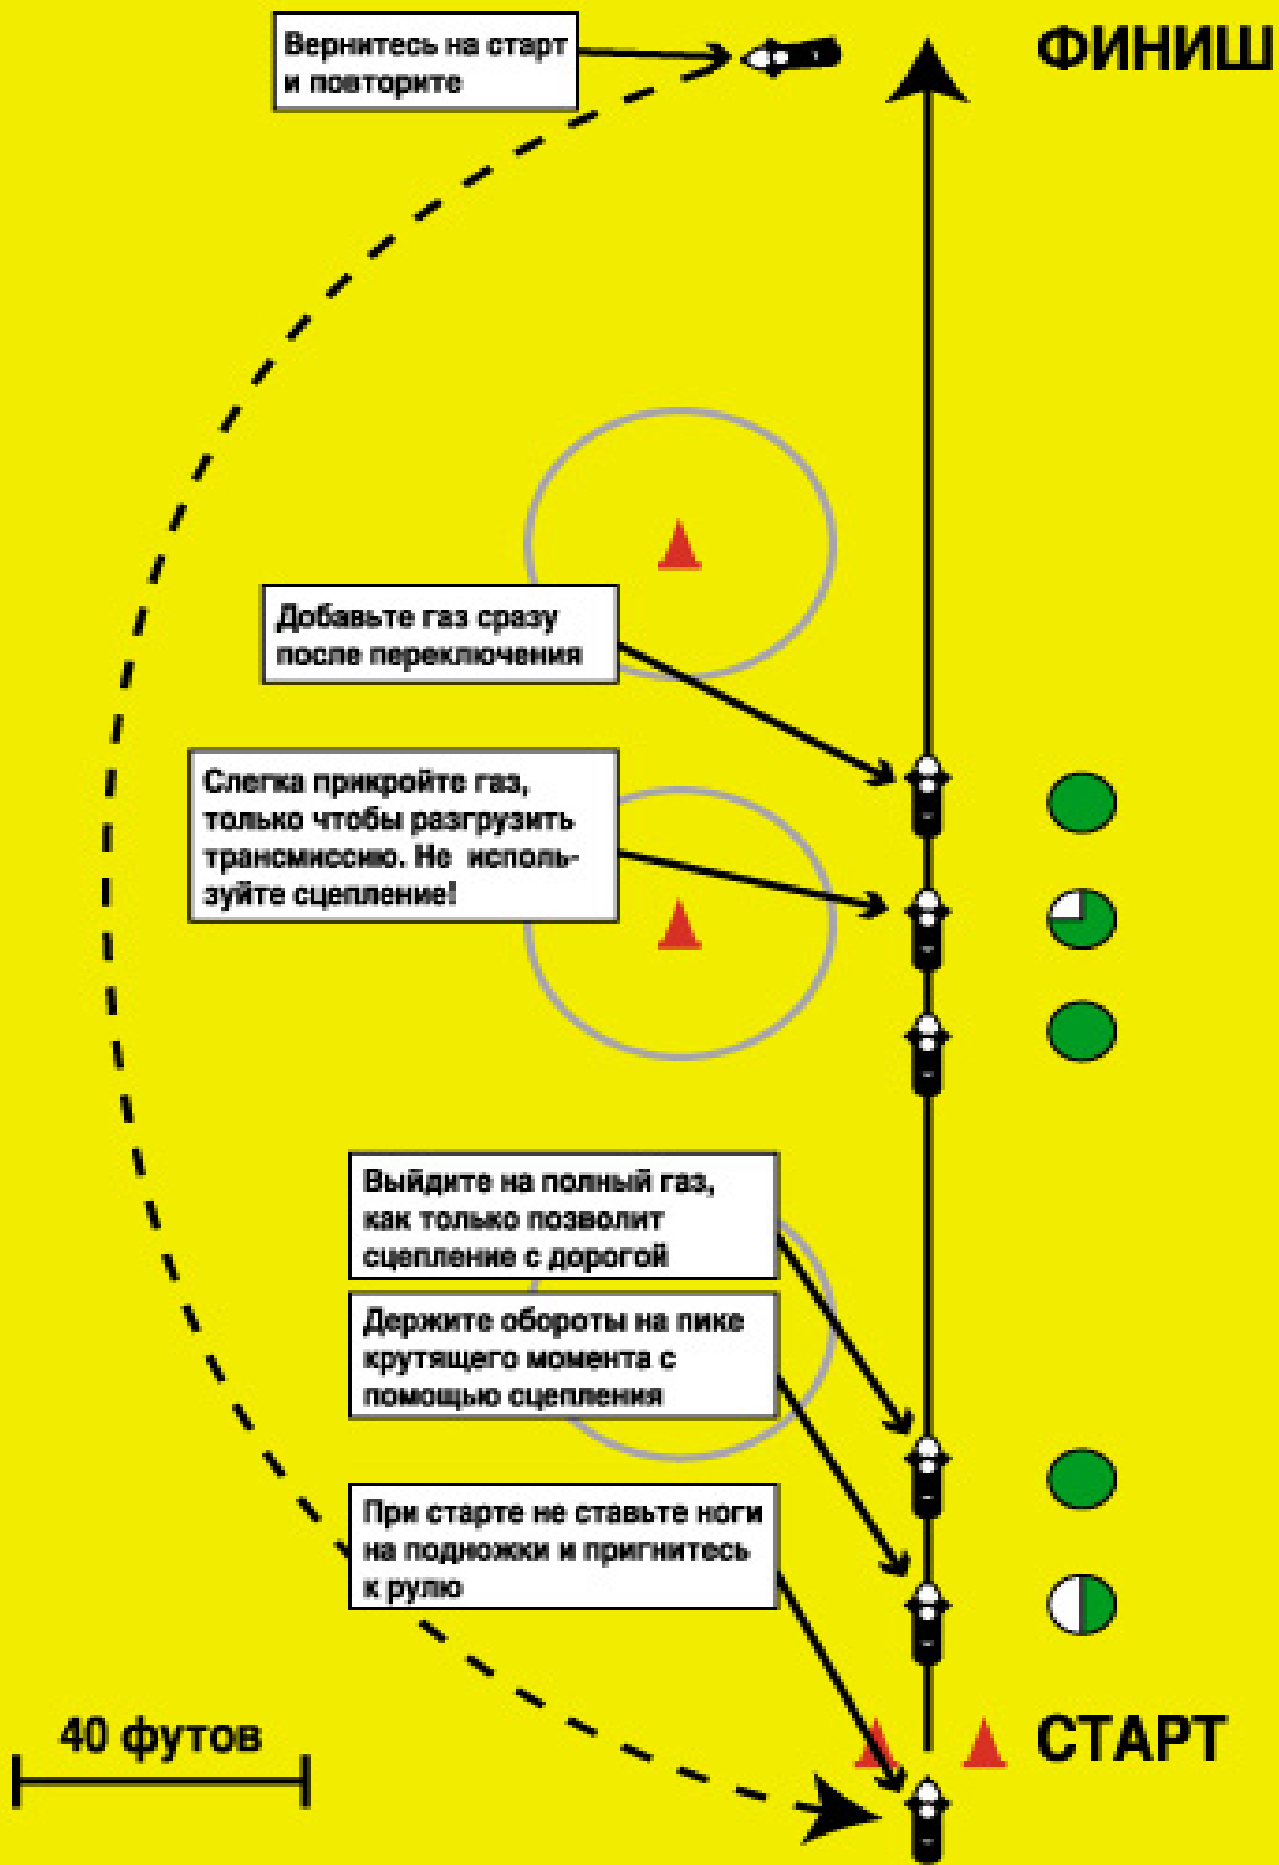 Вернитесь на старт
и повторите
ФИНИШ
Добавьте газ сразу
после переключения
Слегка прикройте газ,
только чтобы разгрузить
трансмиссию. Не исполь-
зуйте сцепление!
Выйдите на полный газ,
как только позволит
сцепление с дорогой
Держите обороты на пике
крутящего момента с
помощью сцепления
При старте не ставьте ноги
на подножки и пригнитесь
к рулю
40 футов
СТАРТ